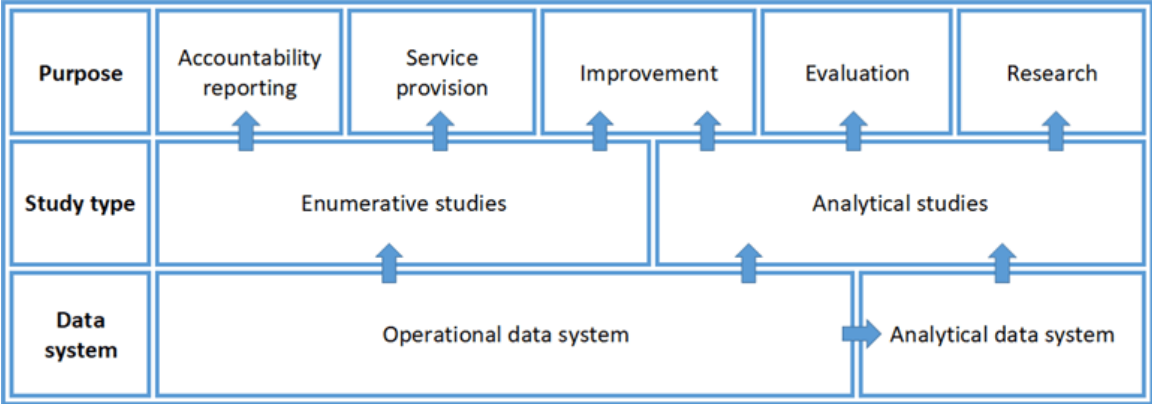 Purpose
Accountability
reporting
Service
provision
Improvement
Evaluation
Research
Study type
Enumerative studies
Analytical studies
Data
system
Operational data system
Analytical data system